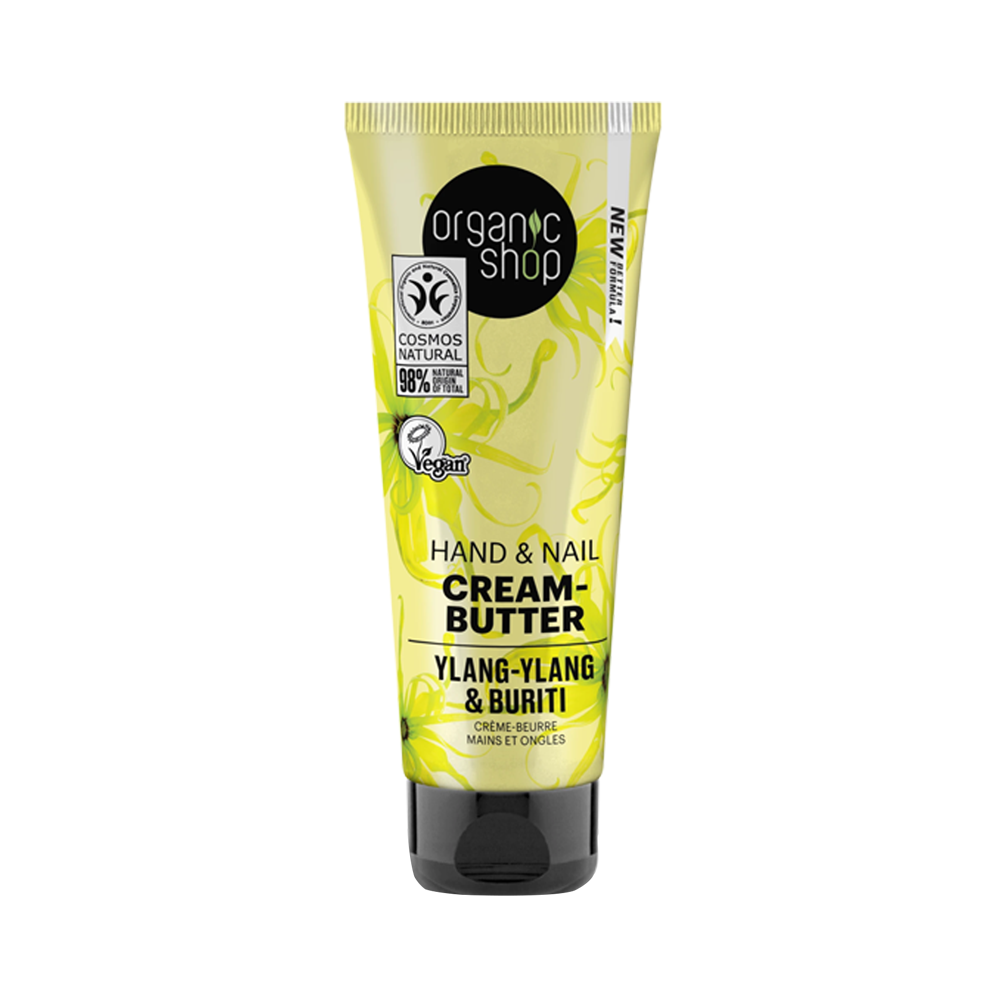 organic
shop
NEW BETTER
FORMULA!
COSMOS
NATURAL
98% NATURAL
ORIGIN
OF TOTAL
Vegan
HAND & NAIL
CREAM-
BUTTER
YLANG-YLANG
& BURITI
CRÈME-BEURRE
MAINS ET ONGLES